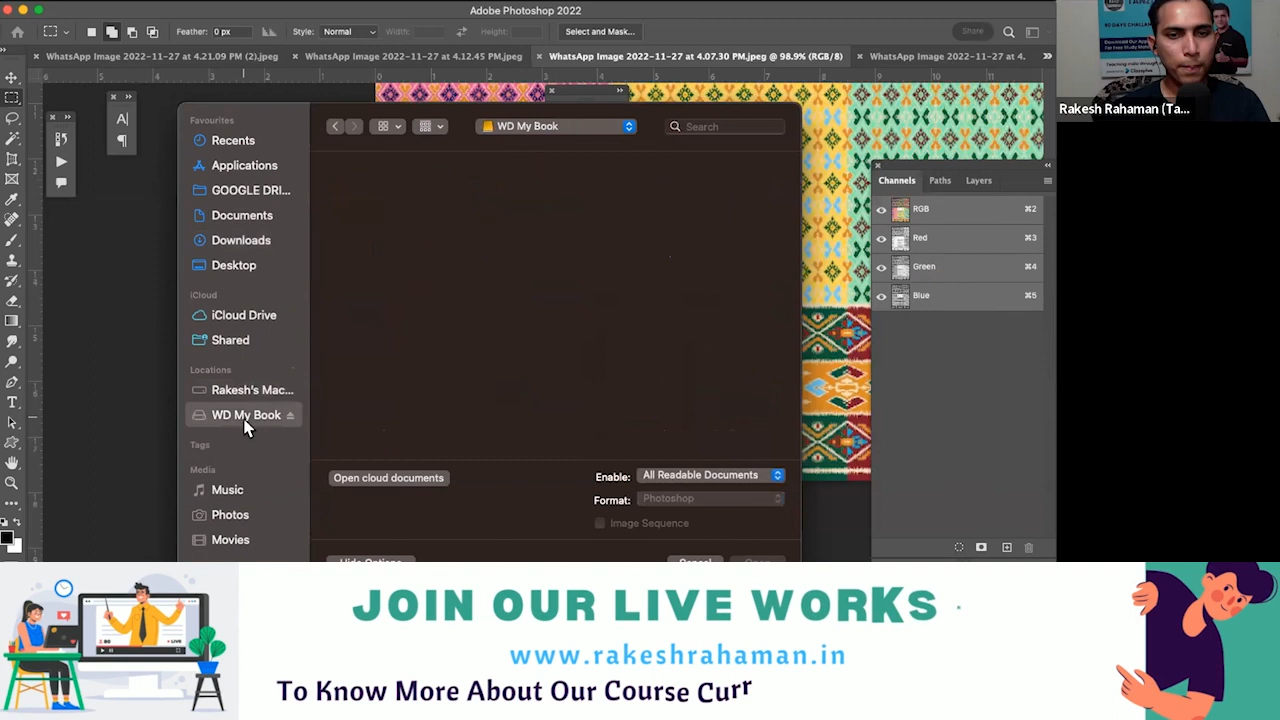 Adobe Photoshop 2022
Feather: 0 px
Style: Normal
Width:
Height:
Select and Mask...
Share
WhatsApp Image 2022-11-27 at 4.21.09 PM (2).jpeg
WhatsApp Image 2022-11-27 at 4.12.45 PM.jpeg
WhatsApp Image 2022-11-27 at 4.07.30 PM.jpeg @ 98.9% (RGB/8)
WhatsApp Image 2022-11-27 at 4.
Rakesh Rahaman (Ta...
Favourites
Recents
Applications
GOOGLE DRI...
Documents
Downloads
Desktop
iCloud
iCloud Drive
Shared
Locations
Rakesh's Mac...
WD My Book
Tags
Media
Music
Photos
Movies
WD My Book
Search
Open cloud documents
Enable: All Readable Documents
Format: Photoshop
Image Sequence
Hide Options
Cancel
Open
Channels
Paths
Layers
RGB ⌘2
Red ⌘3
Green ⌘4
Blue ⌘5
JOIN OUR LIVE WORKS
www.rakeshrahaman.in
To Know More About Our Course Curr